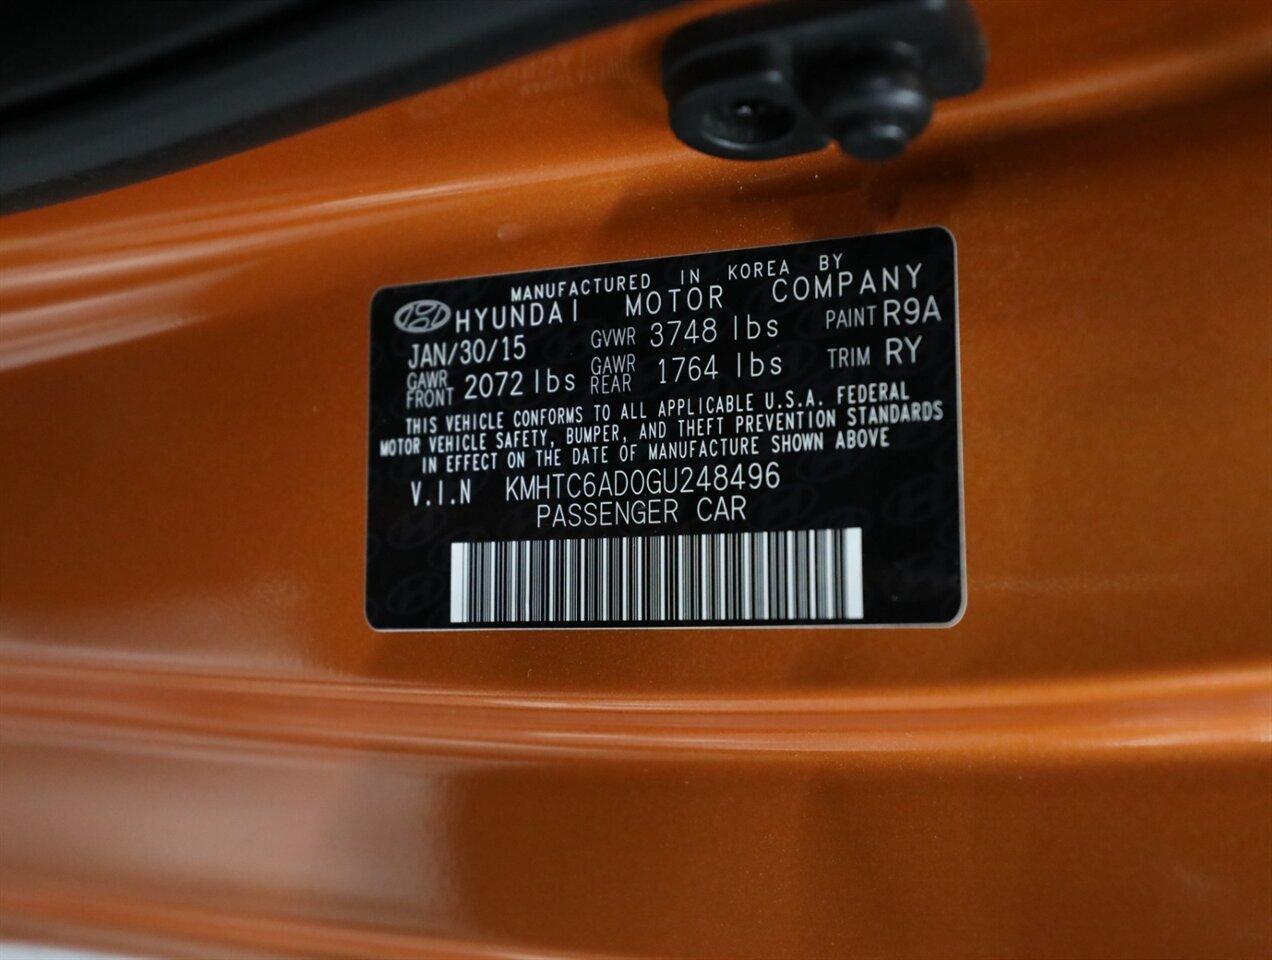 MANUFACTURED IN KOREA BY
HYUNDAI MOTOR COMPANY
JAN/30/15 GVWR 3748 lbs PAINT R9A
GAWR FRONT 2072 lbs GAWR REAR 1764 lbs TRIM RY
THIS VEHICLE CONFORMS TO ALL APPLICABLE U.S.A. FEDERAL
MOTOR VEHICLE SAFETY, BUMPER, AND THEFT PREVENTION STANDARDS
IN EFFECT ON THE DATE OF MANUFACTURE SHOWN ABOVE
V.I.N KMHTC6AD0GU248496
PASSENGER CAR